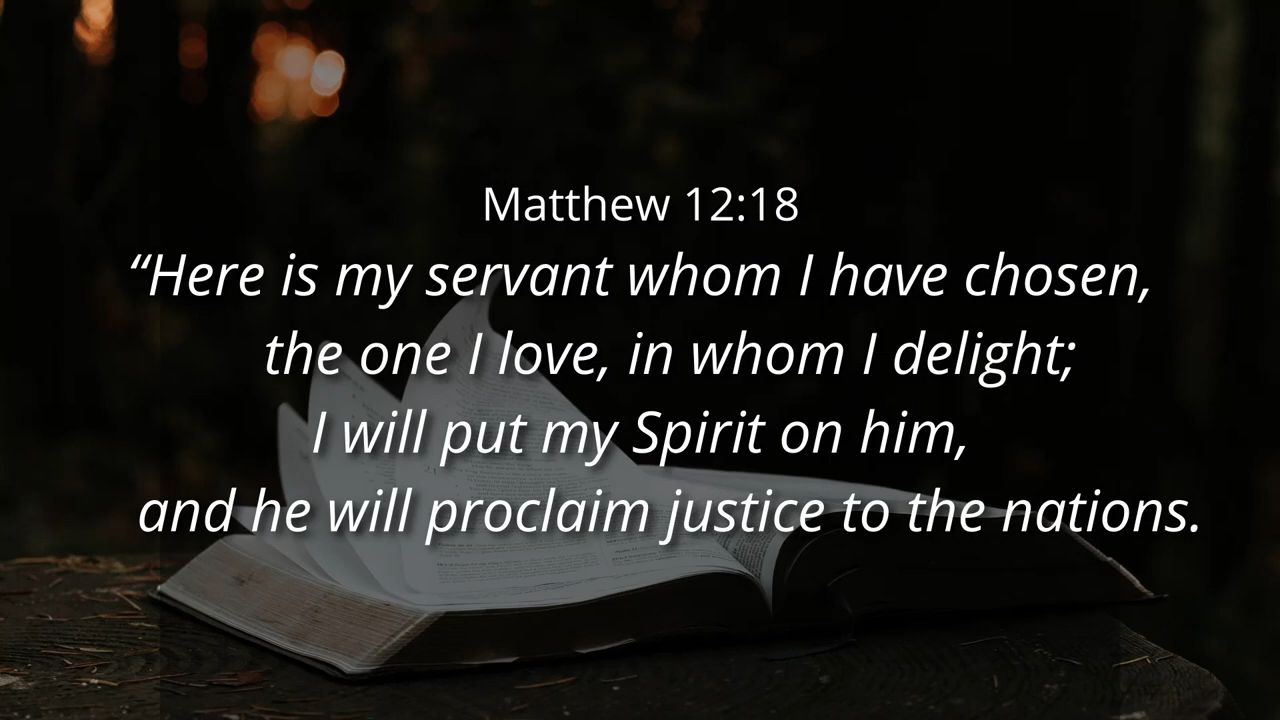 Matthew 12:18
“Here is my servant whom I have chosen,
the one I love, in whom I delight;
I will put my Spirit on him,
and he will proclaim justice to the nations.